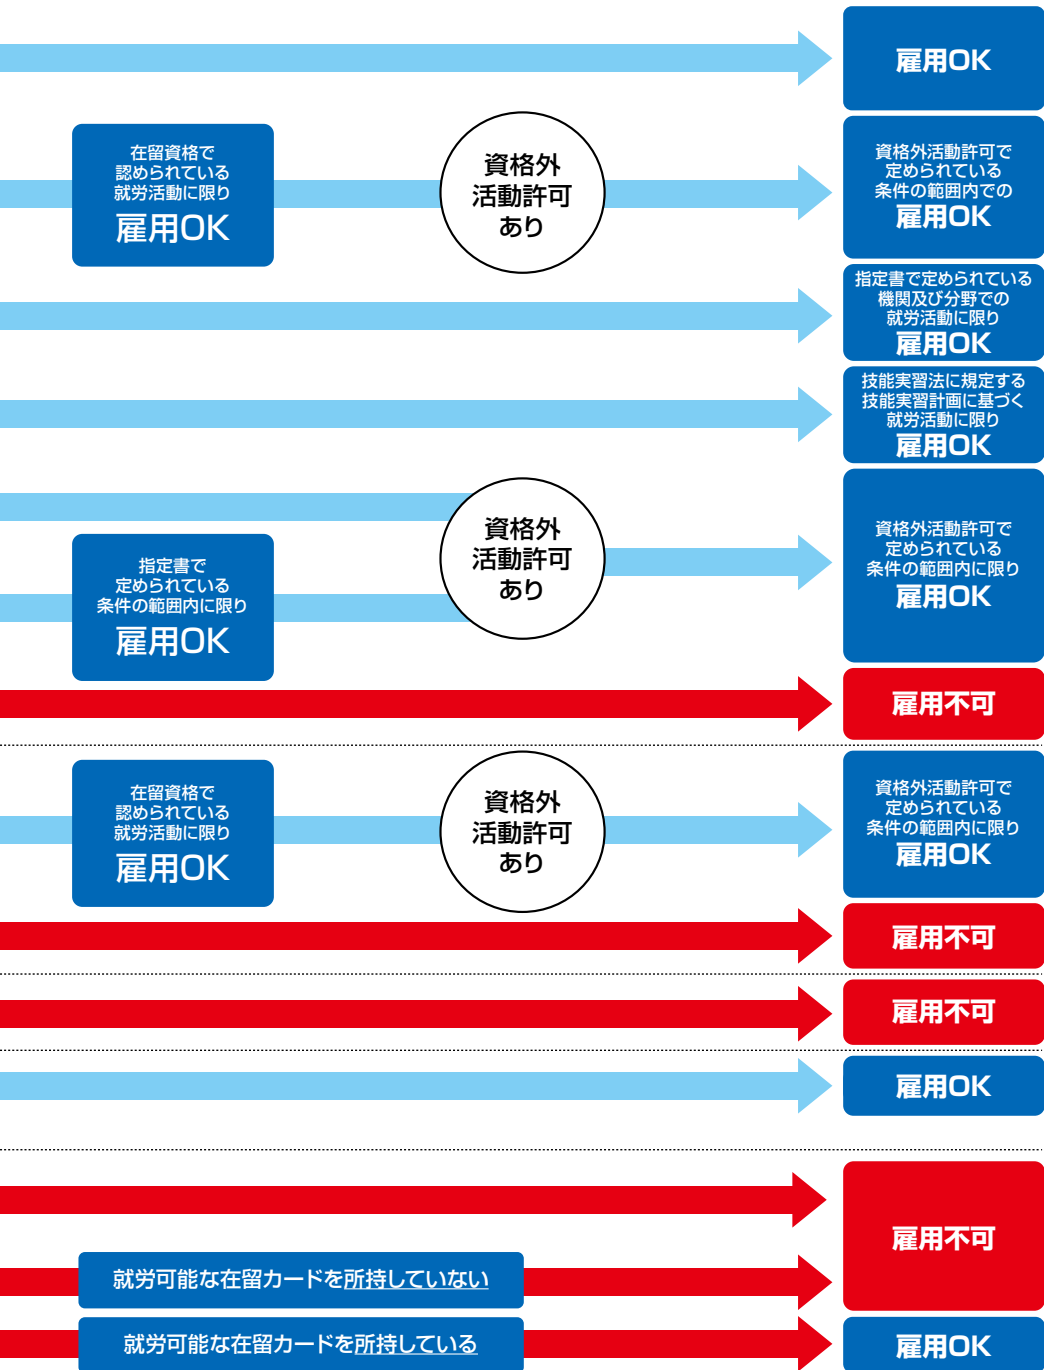 雇用OK
在留資格で
認められている
就労活動に限り
雇用OK
資格外
活動許可
あり
資格外活動許可で
定められている
条件の範囲内での
雇用OK
指定書で定められている
機関及び分野での
就労活動に限り
雇用OK
技能実習法に規定する
技能実習計画に基づく
就労活動に限り
雇用OK
指定書で
定められている
条件の範囲内に限り
雇用OK
資格外
活動許可
あり
資格外活動許可で
定められている
条件の範囲内に限り
雇用OK
雇用不可
在留資格で
認められている
就労活動に限り
雇用OK
資格外
活動許可
あり
資格外活動許可で
定められている
条件の範囲内に限り
雇用OK
雇用不可
雇用不可
雇用OK
雇用不可
就労可能な在留カードを所持していない
就労可能な在留カードを所持している
雇用OK